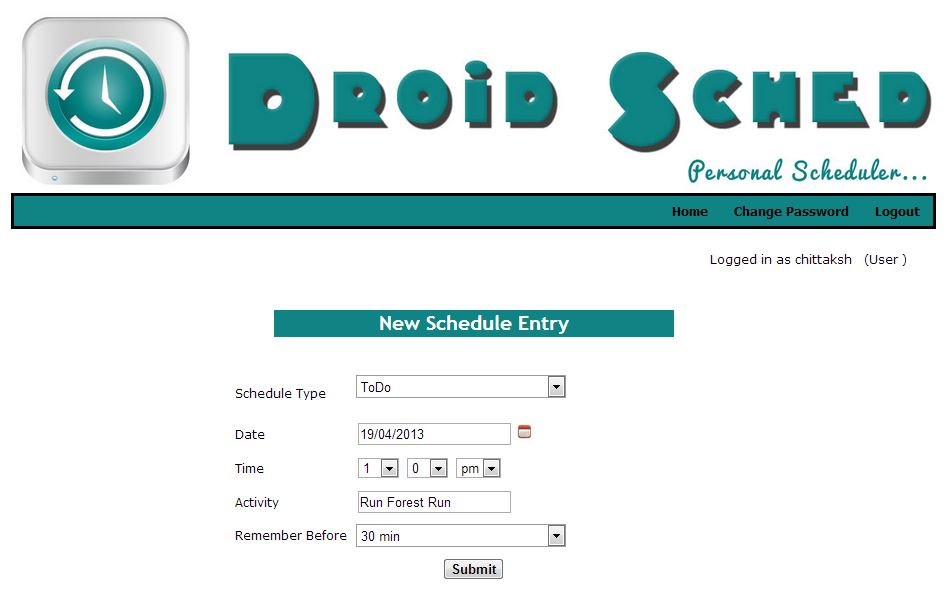 DROID SCHED
Personal Scheduler...
Home Change Password Logout
Logged in as chittaksh (User )
New Schedule Entry
Schedule Type ToDo
Date 19/04/2013
Time 1 0 pm
Activity Run Forest Run
Remember Before 30 min
Submit